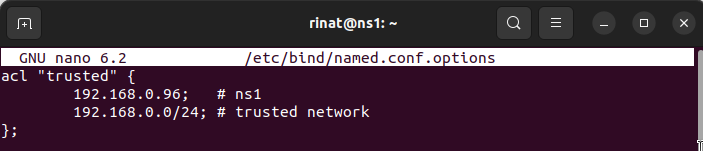 rinat@ns1: ~
GNU nano 6.2 /etc/bind/named.conf.options
acl "trusted" {
192.168.0.96; # ns1
192.168.0.0/24; # trusted network
};